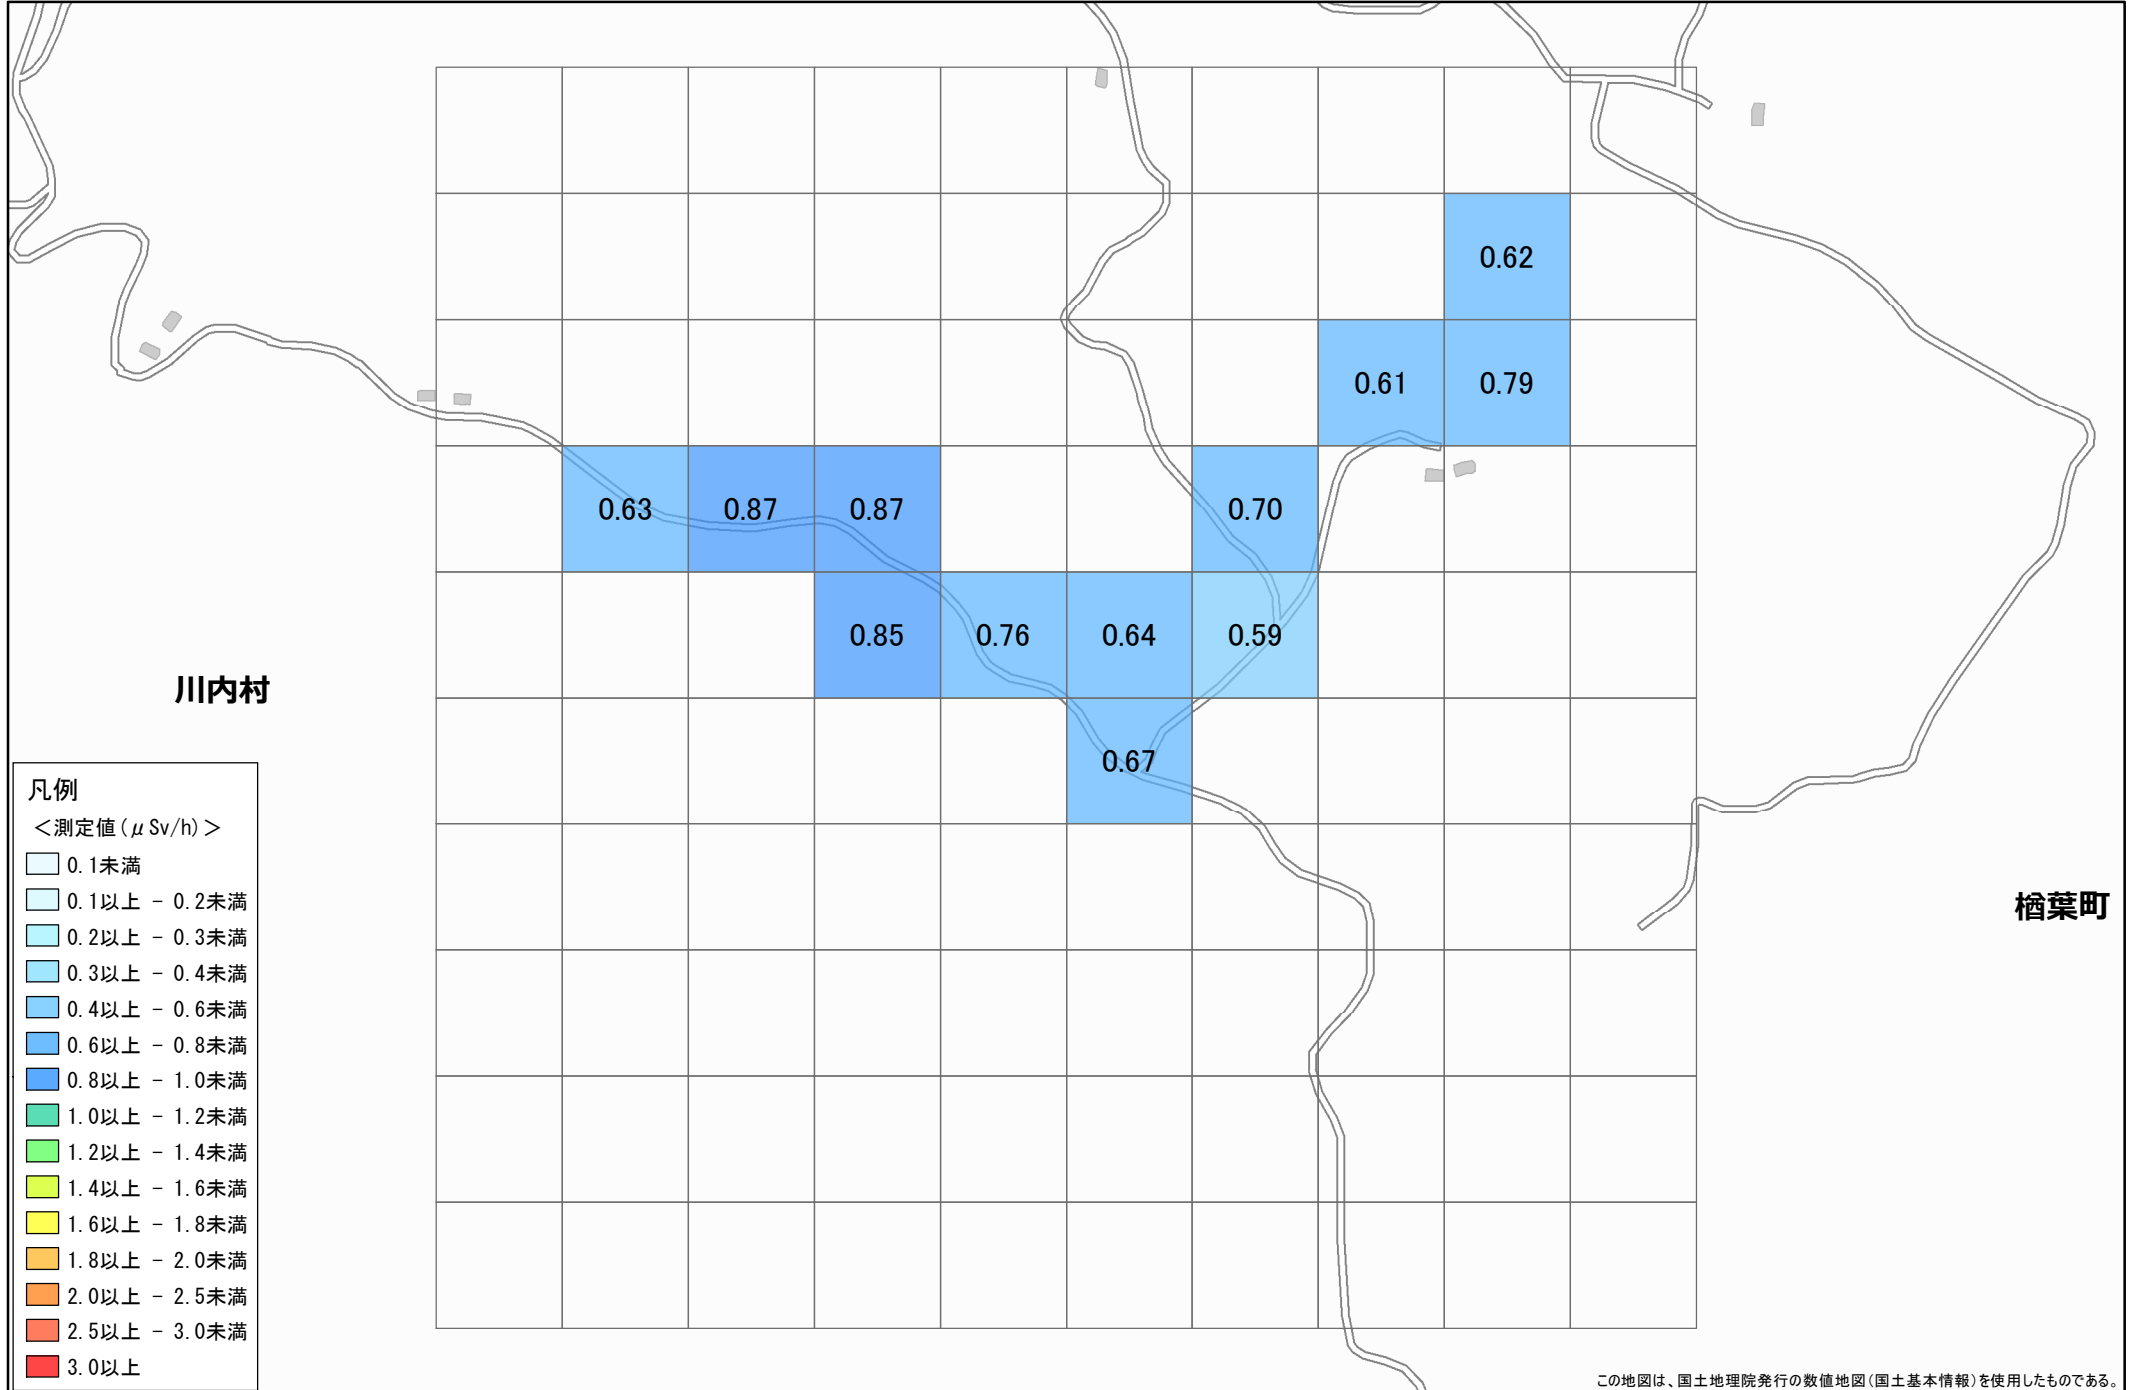 0.62
0.61 0.79
0.63 0.87 0.87 0.70
0.85 0.76 0.64 0.59
川内村
0.67
凡例
＜測定値(μSv/h)＞
0.1未満
0.1以上 － 0.2未満
0.2以上 － 0.3未満
0.3以上 － 0.4未満
0.4以上 － 0.6未満
0.6以上 － 0.8未満
0.8以上 － 1.0未満
1.0以上 － 1.2未満
1.2以上 － 1.4未満
1.4以上 － 1.6未満
1.6以上 － 1.8未満
1.8以上 － 2.0未満
2.0以上 － 2.5未満
2.5以上 － 3.0未満
3.0以上
楢葉町
この地図は、国土地理院発行の数値地図(国土基本情報)を使用したものである。